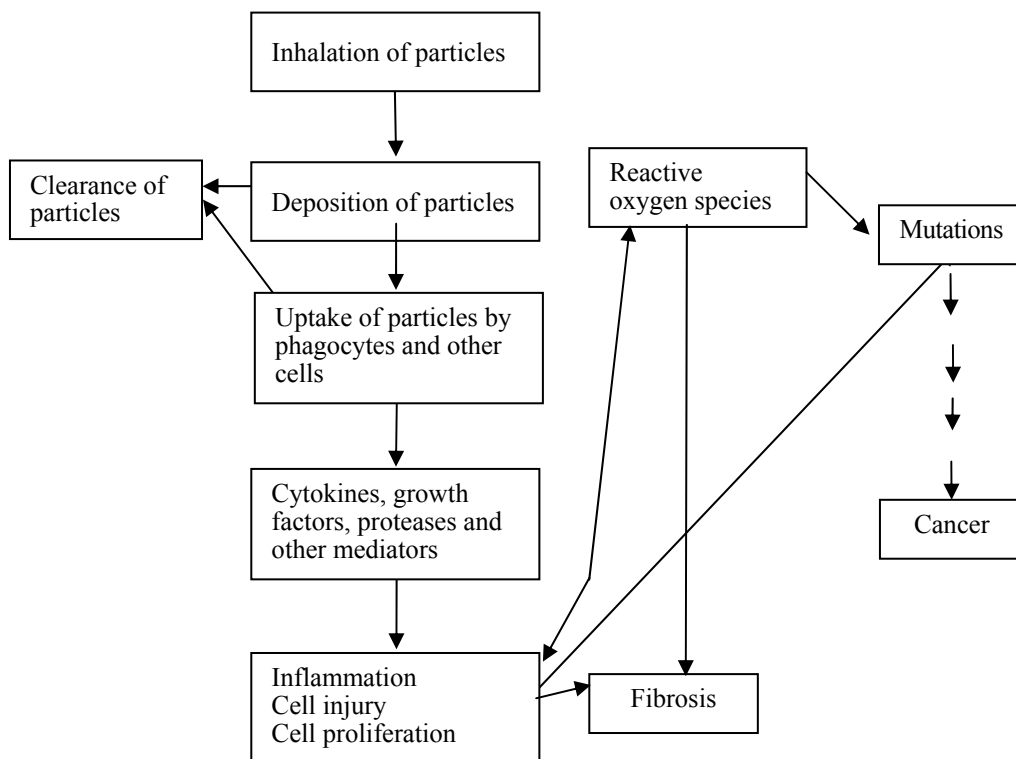 Inhalation of particles
Clearance of
particles
Deposition of particles
Reactive
oxygen species
Mutations
Uptake of particles by
phagocytes and other
cells
Cytokines, growth
factors, proteases and
other mediators
Cancer
Inflammation
Cell injury
Cell proliferation
Fibrosis